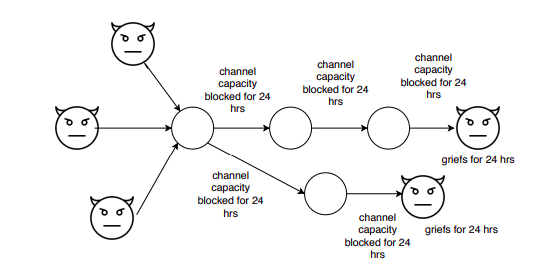 channel
capacity
blocked for 24
hrs
channel
capacity
blocked for 24
hrs
channel
capacity
blocked for 24
hrs
griefs for 24 hrs
channel
capacity
blocked for 24
hrs
channel
capacity
blocked for 24
hrs
griefs for 24 hrs